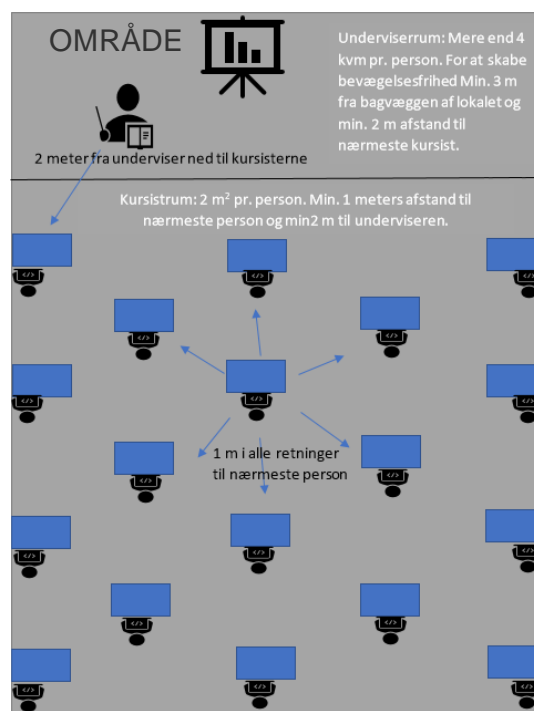 OMRÅDE
Underviserrum: Mere end 4
kvm pr. person. For at skabe
bevægelsesfrihed Min. 3 m
fra bagvæggen af lokalet og
min. 2 m afstand til
nærmeste kursist.
2 meter fra underviser ned til kursisterne
Kursistrum: 2 m² pr. person. Min. 1 meters afstand til
nærmeste person og min2 m til underviseren.
1 m i alle retninger
til nærmeste person